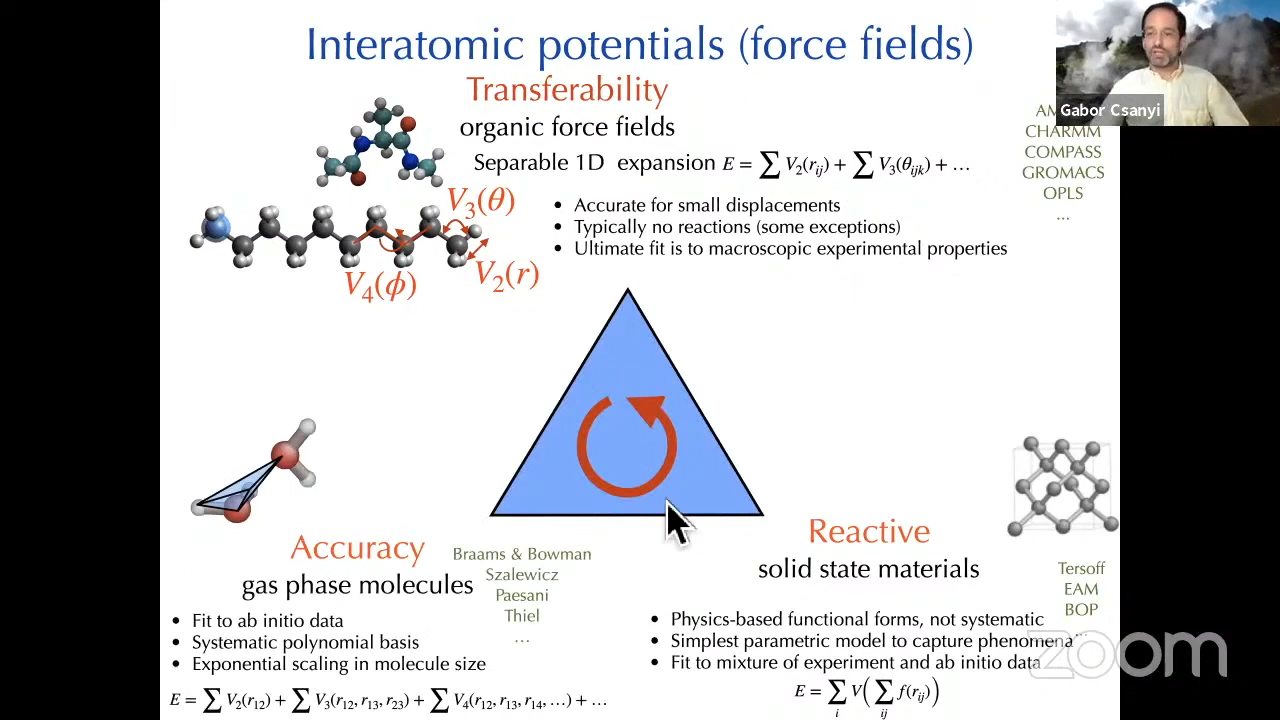 Interatomic potentials (force fields)
Transferability
organic force fields
Separable 1D expansion E = ∑ V₂(rᵢⱼ) + ∑ V₃(θᵢⱼₖ) + …
Gabor Csanyi
CHARMM
COMPASS
GROMACS
OPLS
…
V₃(θ)
V₄(ϕ)
V₂(r)
• Accurate for small displacements
• Typically no reactions (some exceptions)
• Ultimate fit is to macroscopic experimental properties
Accuracy
gas phase molecules
Braams & Bowman
Szalewicz
Paesani
Thiel
…
• Fit to ab initio data
• Systematic polynomial basis
• Exponential scaling in molecule size
E = ∑ V₂(r₁₂) + ∑ V₃(r₁₂, r₁₃, r₂₃) + ∑ V₄(r₁₂, r₁₃, r₁₄, …) + …
Reactive
solid state materials
Tersoff
EAM
BOP
…
• Physics-based functional forms, not systematic
• Simplest parametric model to capture phenomena
• Fit to mixture of experiment and ab initio data
E = ∑ᵢ V(∑ᵢⱼ f(rᵢⱼ))
zoom